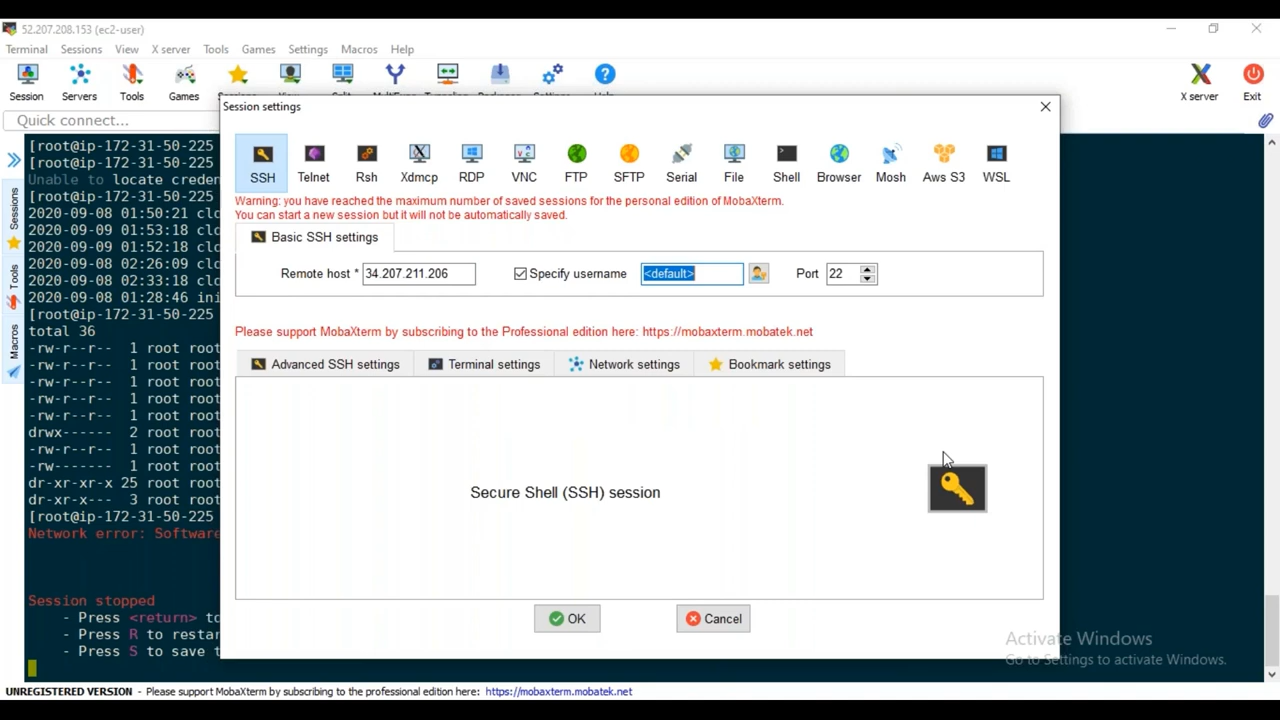 52.207.208.153 (ec2-user)
Terminal Sessions View X server Tools Games Settings Macros Help
Session Servers Tools Games X server Exit
Quick connect...
Session settings
SSH Telnet Rsh Xdmcp RDP VNC FTP SFTP Serial File Shell Browser Mosh Aws S3 WSL
Warning: you have reached the maximum number of saved sessions for the personal edition of MobaXterm.
You can start a new session but it will not be automatically saved.
Basic SSH settings
Remote host * 34.207.211.206 Specify username <default> Port 22
Please support MobaXterm by subscribing to the Professional edition here: https://mobaxterm.mobatek.net
Advanced SSH settings Terminal settings Network settings Bookmark settings
Secure Shell (SSH) session
OK Cancel
Sessions
Tools
Macros
[root@ip-172-31-50-225
[root@ip-172-31-50-225
Unable to locate creden
[root@ip-172-31-50-225
2020-09-08 01:50:21 clo
2020-09-09 01:53:18 clo
2020-09-09 01:52:18 clo
2020-09-08 02:26:09 clo
2020-09-08 02:33:18 clo
2020-09-08 01:28:46 ini
[root@ip-172-31-50-225
total 36
-rw-r--r-- 1 root root
-rw-r--r-- 1 root root
-rw-r--r-- 1 root root
-rw-r--r-- 1 root root
-rw-r--r-- 1 root root
drwx------ 2 root root
-rw-r--r-- 1 root root
-rw------- 1 root root
dr-xr-xr-x 25 root root
dr-xr-x--- 3 root root
[root@ip-172-31-50-225
Network error: Software
Session stopped
- Press <return> to
- Press R to restar
- Press S to save t
Activate Windows
Go to Settings to activate Windows.
UNREGISTERED VERSION - Please support MobaXterm by subscribing to the professional edition here: https://mobaxterm.mobatek.net